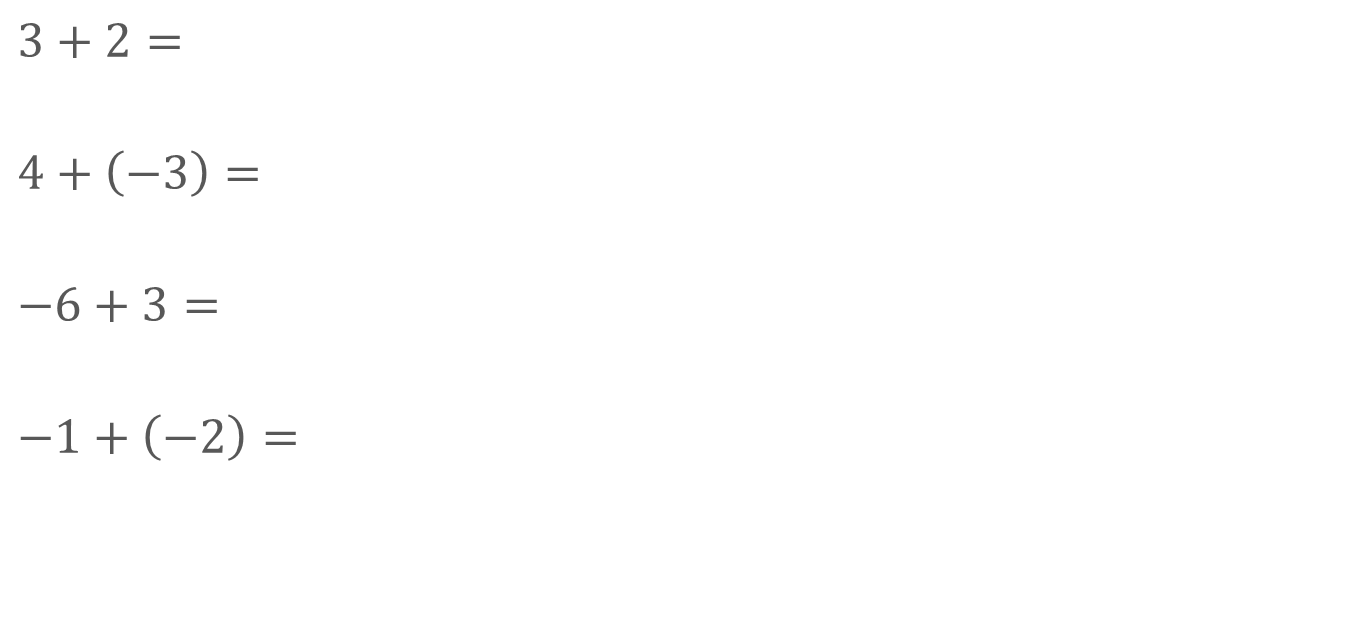 3 + 2 =
4 + (−3) =
−6 + 3 =
−1 + (−2) =